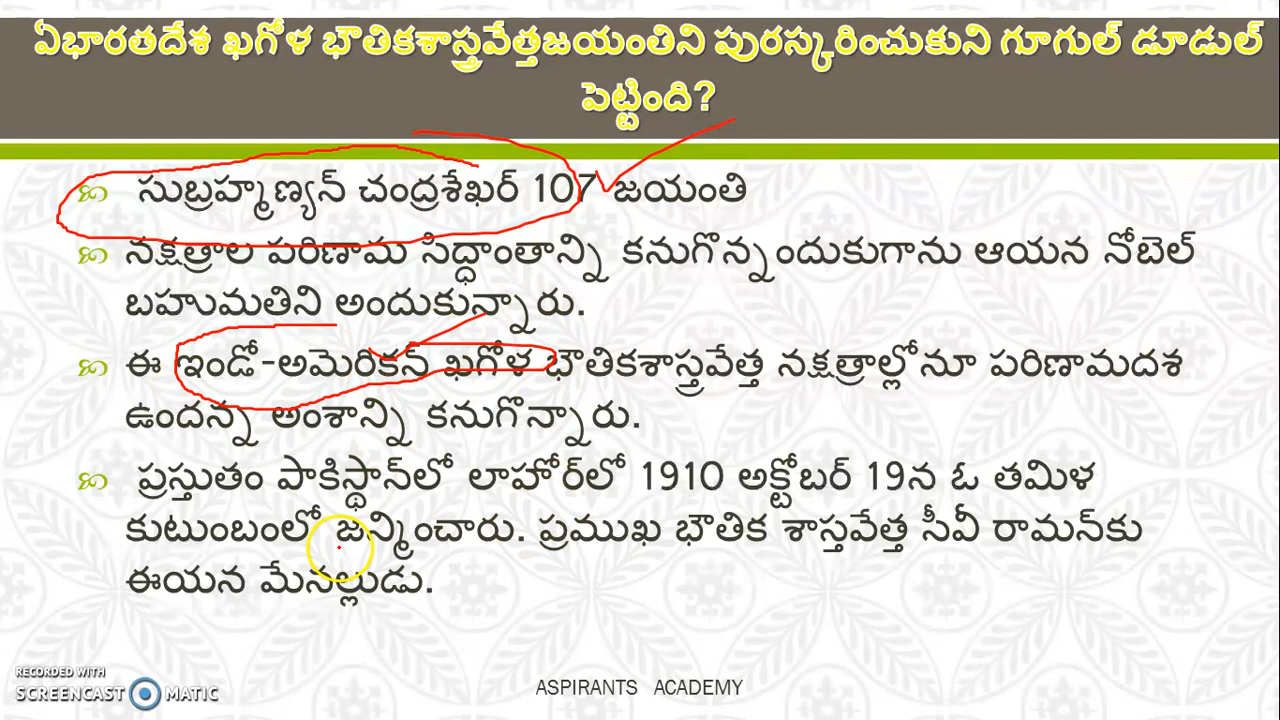 ఏభారతదేశ ఖగోళ భౌతికశాస్త్రవేత్తజయంతిని పురస్కరించుకుని గూగుల్ డూడుల్
పెట్టింది?
సుబ్రహ్మణ్యన్ చంద్రశేఖర్ 107 జయంతి
నక్షత్రాల పరిణామ సిద్ధాంతాన్ని కనుగొన్నందుకుగాను ఆయన నోబెల్
బహుమతిని అందుకున్నారు.
ఈ ఇండో-అమెరికన్ ఖగోళ భౌతికశాస్త్రవేత్త నక్షత్రాల్లోనూ పరిణామదశ
ఉందన్న అంశాన్ని కనుగొన్నారు.
ప్రస్తుతం పాకిస్థాన్‌లో లాహోర్‌లో 1910 అక్టోబర్ 19న ఓ తమిళ
కుటుంబంలో జన్మించారు. ప్రముఖ భౌతిక శాస్తవేత్త సీవీ రామన్‌కు
ఈయన మేనల్లుడు.
RECORDED WITH
SCREENCAST MATIC
ASPIRANTS ACADEMY